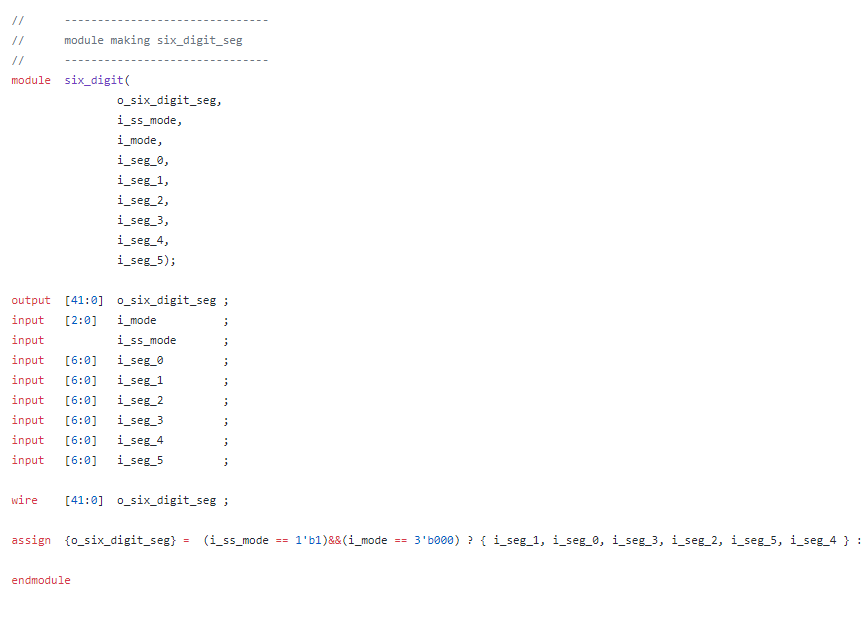 // -------------------------------
// module making six_digit_seg
// -------------------------------
module six_digit(
o_six_digit_seg,
i_ss_mode,
i_mode,
i_seg_0,
i_seg_1,
i_seg_2,
i_seg_3,
i_seg_4,
i_seg_5);
output [41:0] o_six_digit_seg ;
input [2:0] i_mode ;
input i_ss_mode ;
input [6:0] i_seg_0 ;
input [6:0] i_seg_1 ;
input [6:0] i_seg_2 ;
input [6:0] i_seg_3 ;
input [6:0] i_seg_4 ;
input [6:0] i_seg_5 ;
wire [41:0] o_six_digit_seg ;
assign {o_six_digit_seg} = (i_ss_mode == 1'b1)&&(i_mode == 3'b000) ? { i_seg_1, i_seg_0, i_seg_3, i_seg_2, i_seg_5, i_seg_4 } :
endmodule